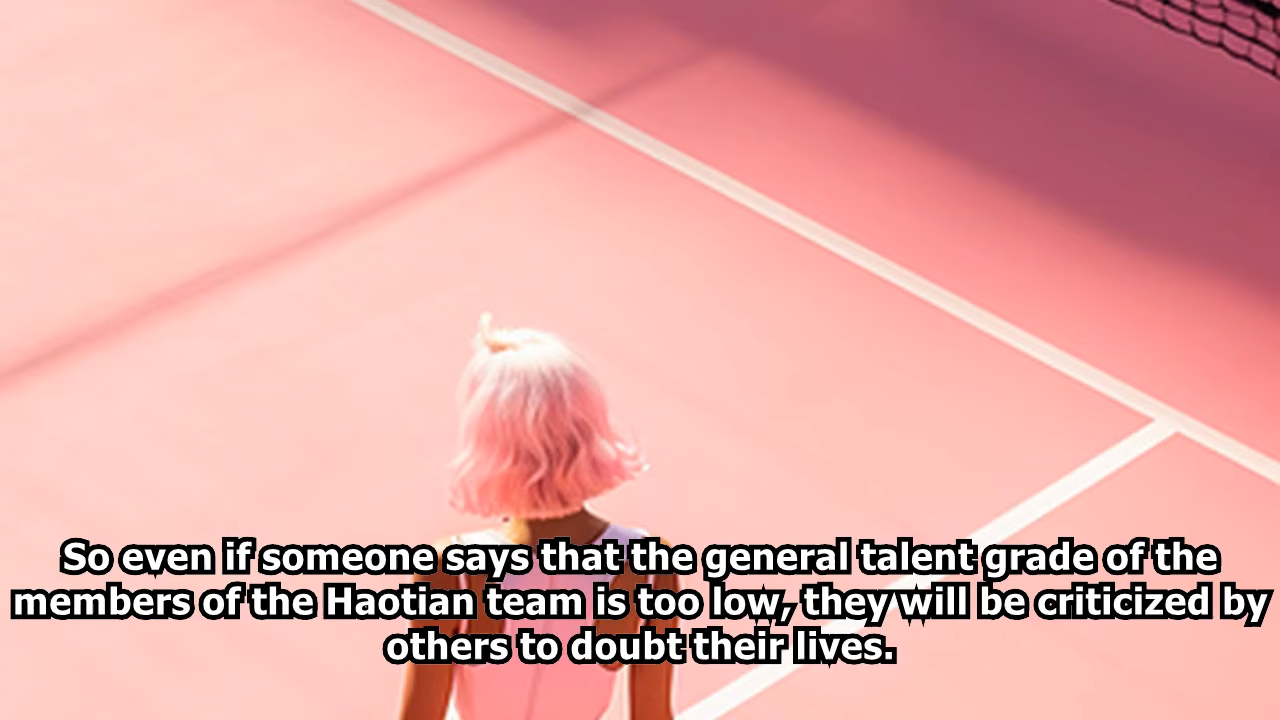 So even if someone says that the general talent grade of the
members of the Haotian team is too low, they will be criticized by
others to doubt their lives.